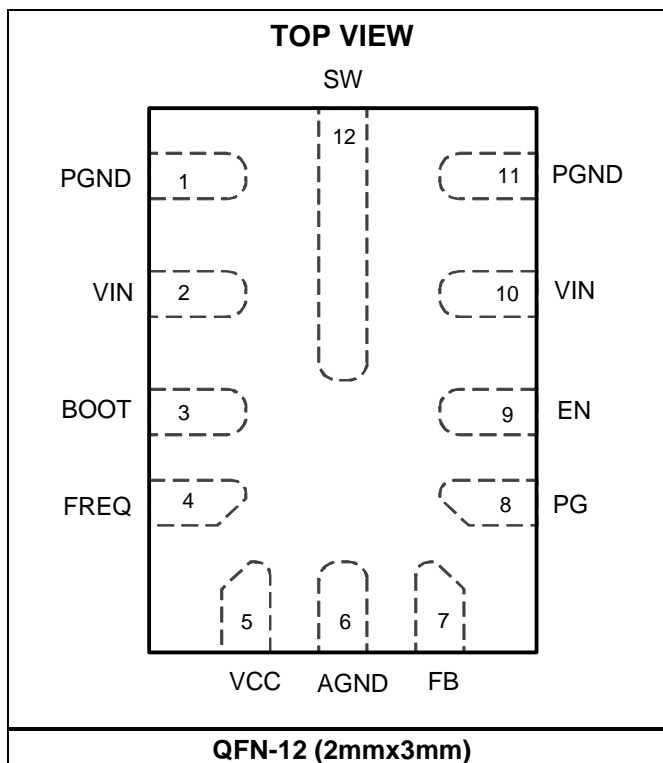 TOP VIEW
SW
12
PGND 1 11 PGND
VIN 2 10 VIN
BOOT 3 9 EN
FREQ 4 8 PG
5 6 7
VCC AGND FB
QFN-12 (2mmx3mm)